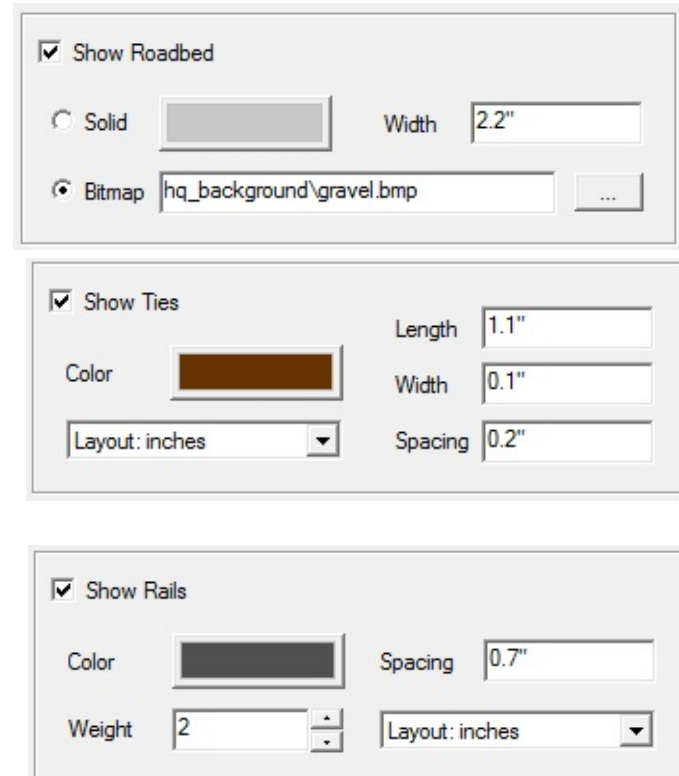 Show Roadbed
Solid Width 2.2"
Bitmap hq_background\gravel.bmp ...
Show Ties
Length 1.1"
Color
Width 0.1"
Layout: inches Spacing 0.2"
Show Rails
Color Spacing 0.7"
Weight 2 Layout: inches